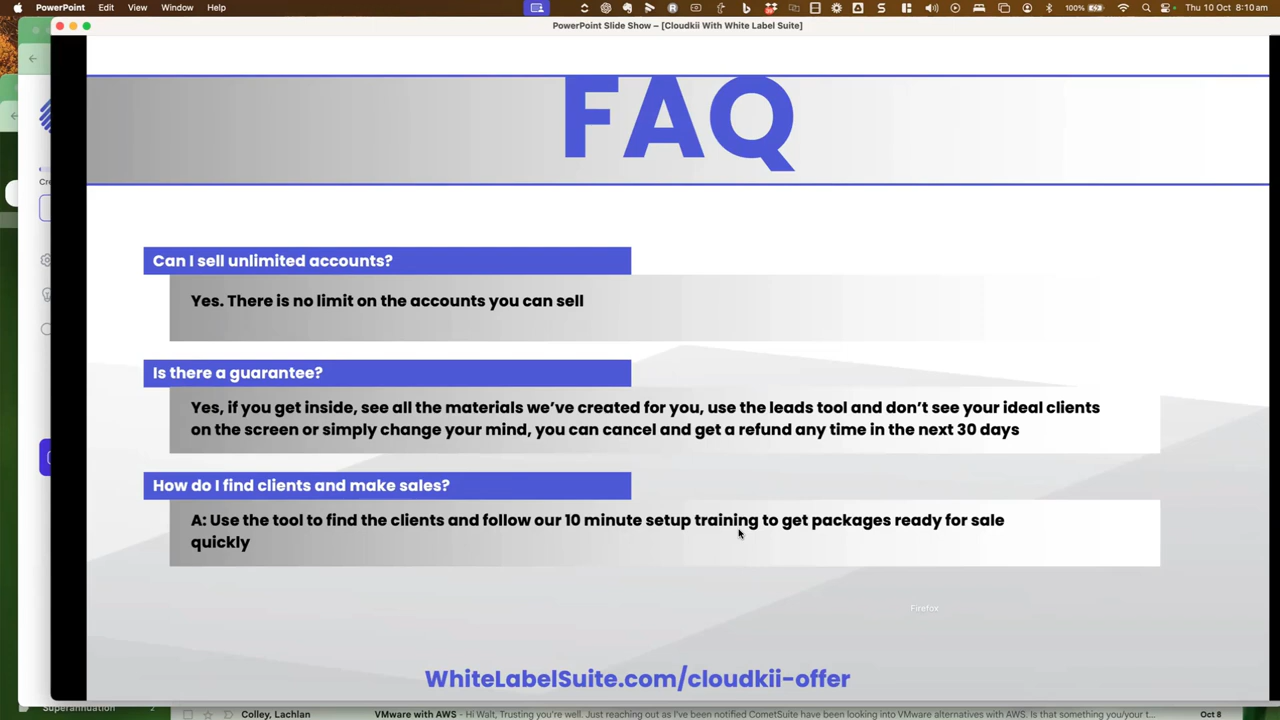 PowerPoint Edit View Window Help 100% Thu 10 Oct 8:10 am
PowerPoint Slide Show – [Cloudkii With White Label Suite]
FAQ
Cre
Can I sell unlimited accounts?
Yes. There is no limit on the accounts you can sell
Is there a guarantee?
Yes, if you get inside, see all the materials we’ve created for you, use the leads tool and don’t see your ideal clients
on the screen or simply change your mind, you can cancel and get a refund any time in the next 30 days
How do I find clients and make sales?
A: Use the tool to find the clients and follow our 10 minute setup training to get packages ready for sale
quickly
Firefox
WhiteLabelSuite.com/cloudkii-offer
Superannuation 2
Colley, Lachlan VMware with AWS - Hi Walt, Trusting you're well. Just reaching out as I've been notified CometSuite have been looking into VMware alternatives with AWS. Is that something you/your t... Oct 8